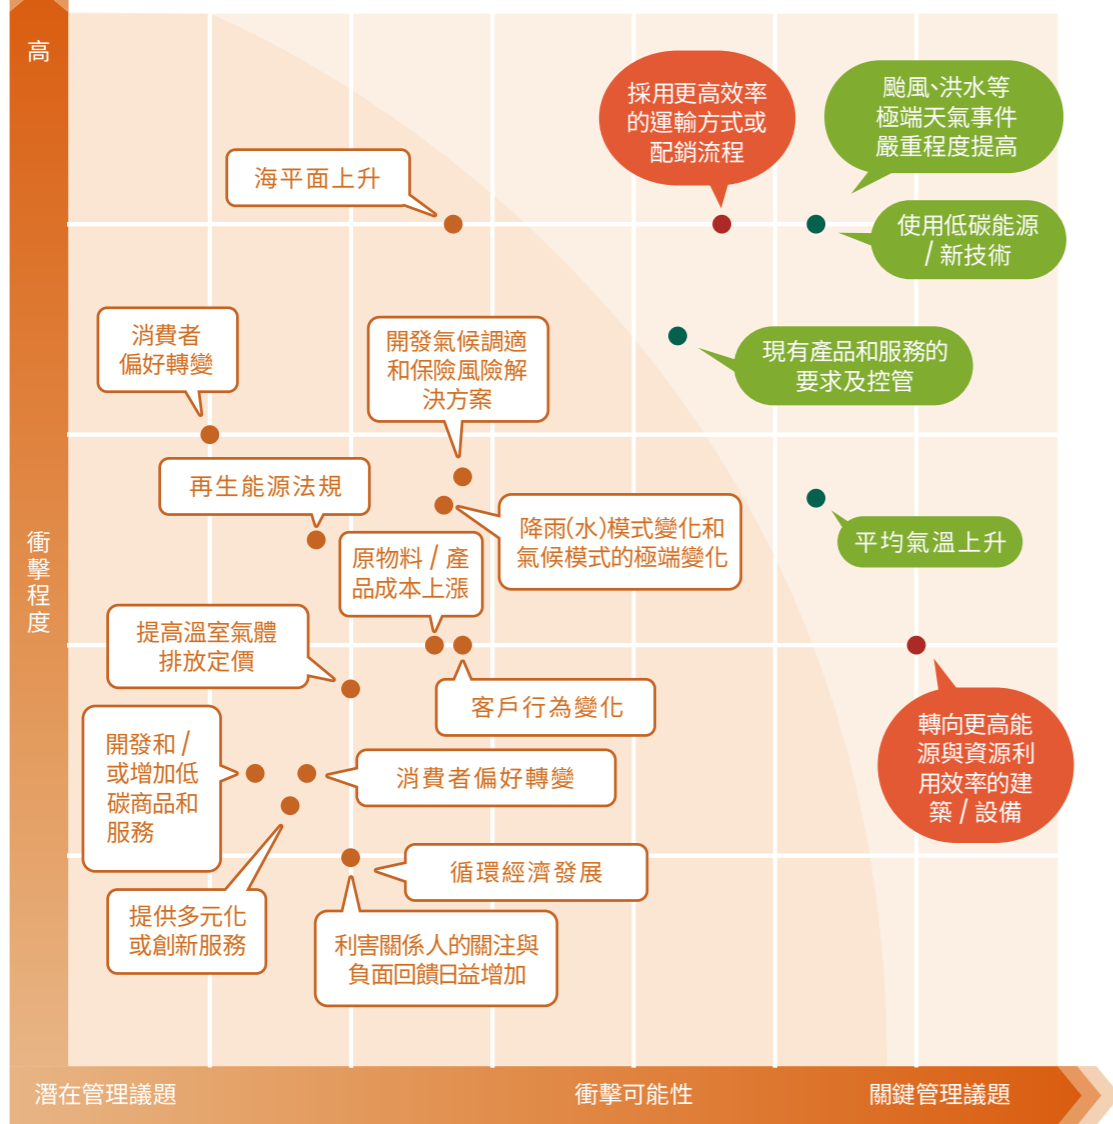 高
採用更高效率
的運輸方式或
配銷流程
颱風、洪水等
極端天氣事件
嚴重程度提高
海平面上升
使用低碳能源
/ 新技術
消費者
偏好轉變
開發氣候調適
和保險風險解
決方案
現有產品和服務的
要求及控管
再生能源法規
降雨(水)模式變化和
氣候模式的極端變化
平均氣溫上升
衝擊程度
原物料 / 產
品成本上漲
提高溫室氣體
排放定價
客戶行為變化
轉向更高能
源與資源利
用效率的建
築 / 設備
開發和 /
或增加低
碳商品和
服務
消費者偏好轉變
循環經濟發展
提供多元化
或創新服務
利害關係人的關注與
負面回饋日益增加
潛在管理議題
衝擊可能性
關鍵管理議題